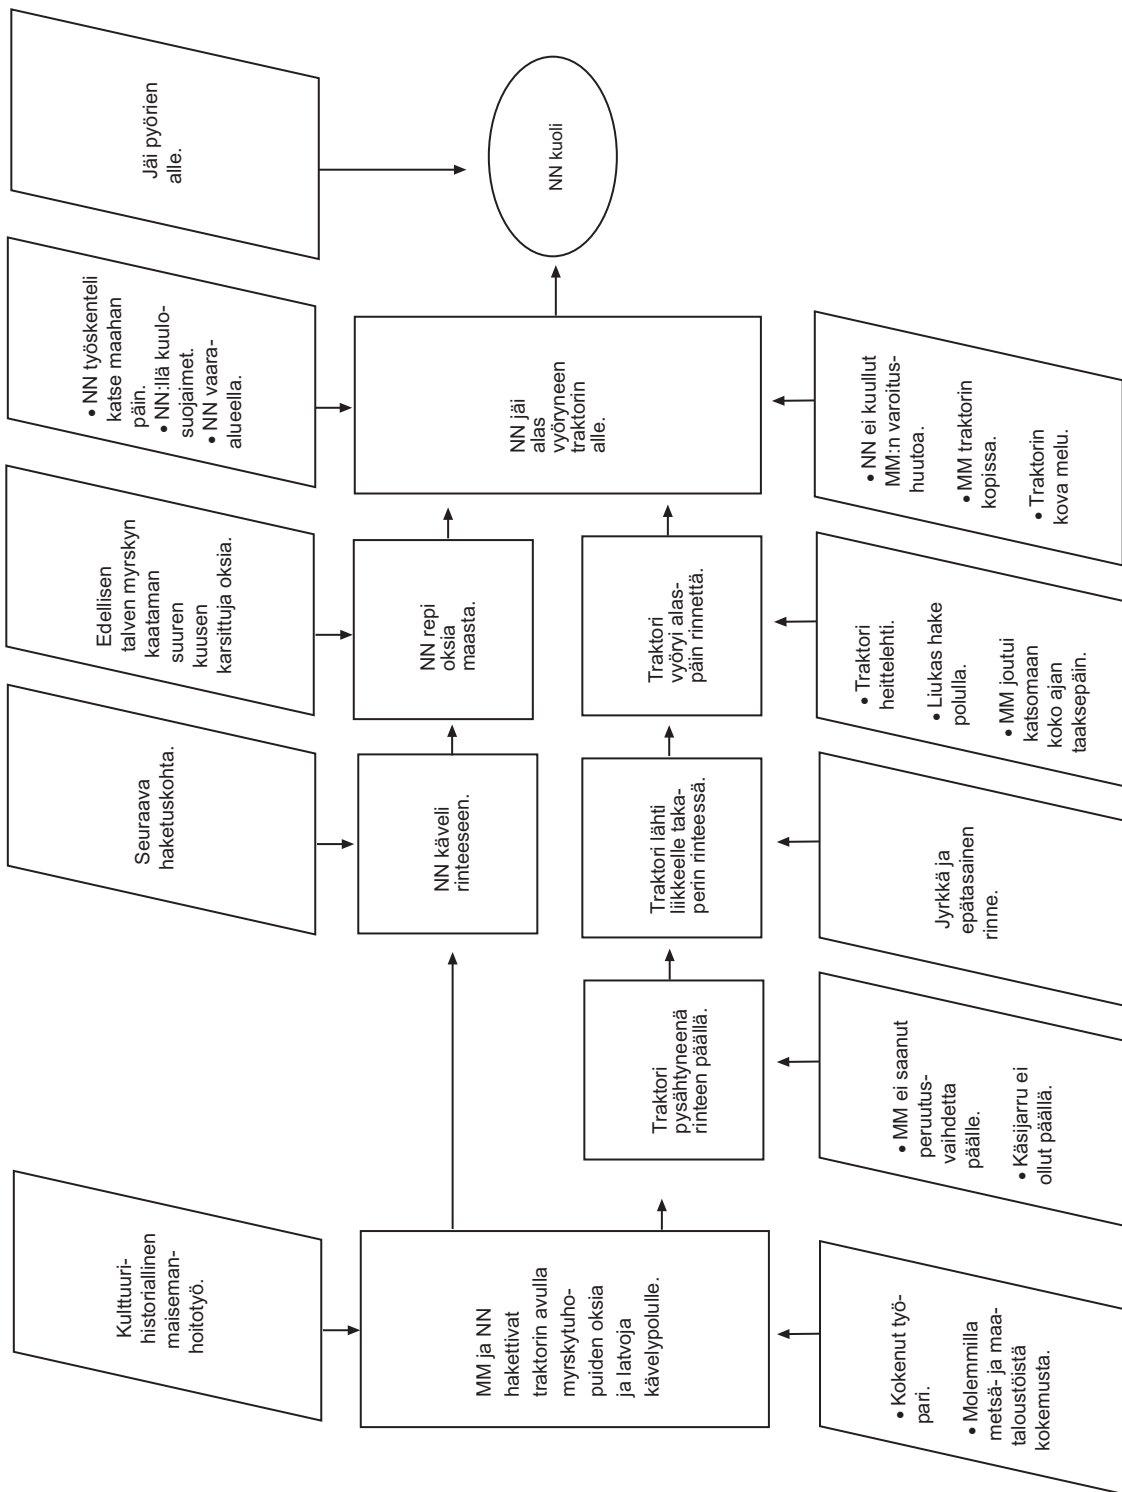 Kulttuuri-
historiallinen
maiseman-
hoitotyö.
Seuraava
haketuskohta.
Edellisen
talven myrskyn
kaataman
suuren
kuusen
karsittuja oksia.
• NN työskenteli
katse maahan
päin.
• NN:llä kuulo-
suojaimet.
• NN vaara-
alueella.
Jäi pyörien
alle.
MM ja NN
hakettivat
traktorin avulla
myrskytuho-
puiden oksia
ja latvoja
kävelypolulle.
NN käveli
rinteeseen.
NN repi
oksia
maasta.
NN jäi
alas
vyöryneen
traktorin
alle.
NN kuoli
Traktori
pysähtyneenä
rinteen päällä.
Traktori lähti
liikkeelle taka-
perin rinteessä.
Traktori
vyöryi alas-
päin rinnettä.
• Kokenut työ-
pari.
• Molemmilla
metsä- ja maa-
taloustöistä
kokemusta.
• MM ei saanut
peruutus-
vaihdetta
päälle.
• Käsijarru ei
ollut päällä.
Jyrkkä ja
epätasainen
rinne.
• Traktori
heittelehti.
• Liukas hake
polulla.
• MM joutui
katsomaan
koko ajan
taaksepäin.
• NN ei kuullut
MM:n varoitus-
huutoa.
• MM traktorin
kopissa.
• Traktorin
kova melu.